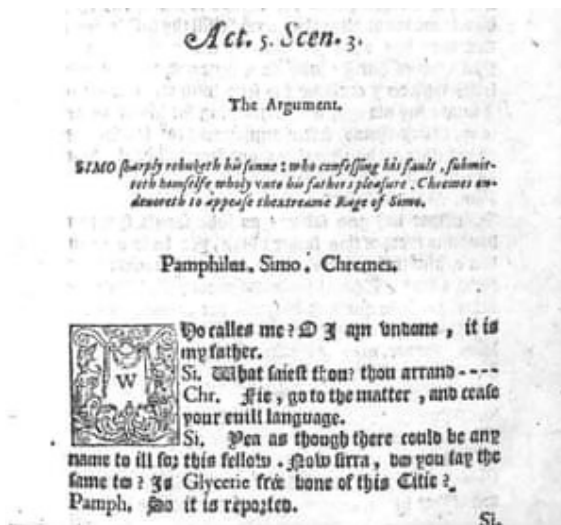 Act. 5. Scen. 3.
The Argument.
SIMO sharply rebuketh his sonne: who confessing his fault, submit-
teth himselfe wholy vnto his fathers pleasure. Chremes en-
deuoreth to appease the extreame Rage of Simo.
Pamphilus. Simo. Chremes.
WHo calles me? O I am vndone, it is
my father.
Si. What saiest thou? thou arrand ----
Chr. Fie, go to the matter, and cease
your euill language.
Si. Yea as though there could be any
name to ill for this fellow. Now sirra, do you say the
same to? Is Glycerie free bone of this Citie?
Pamph. So it is reported.
Si.